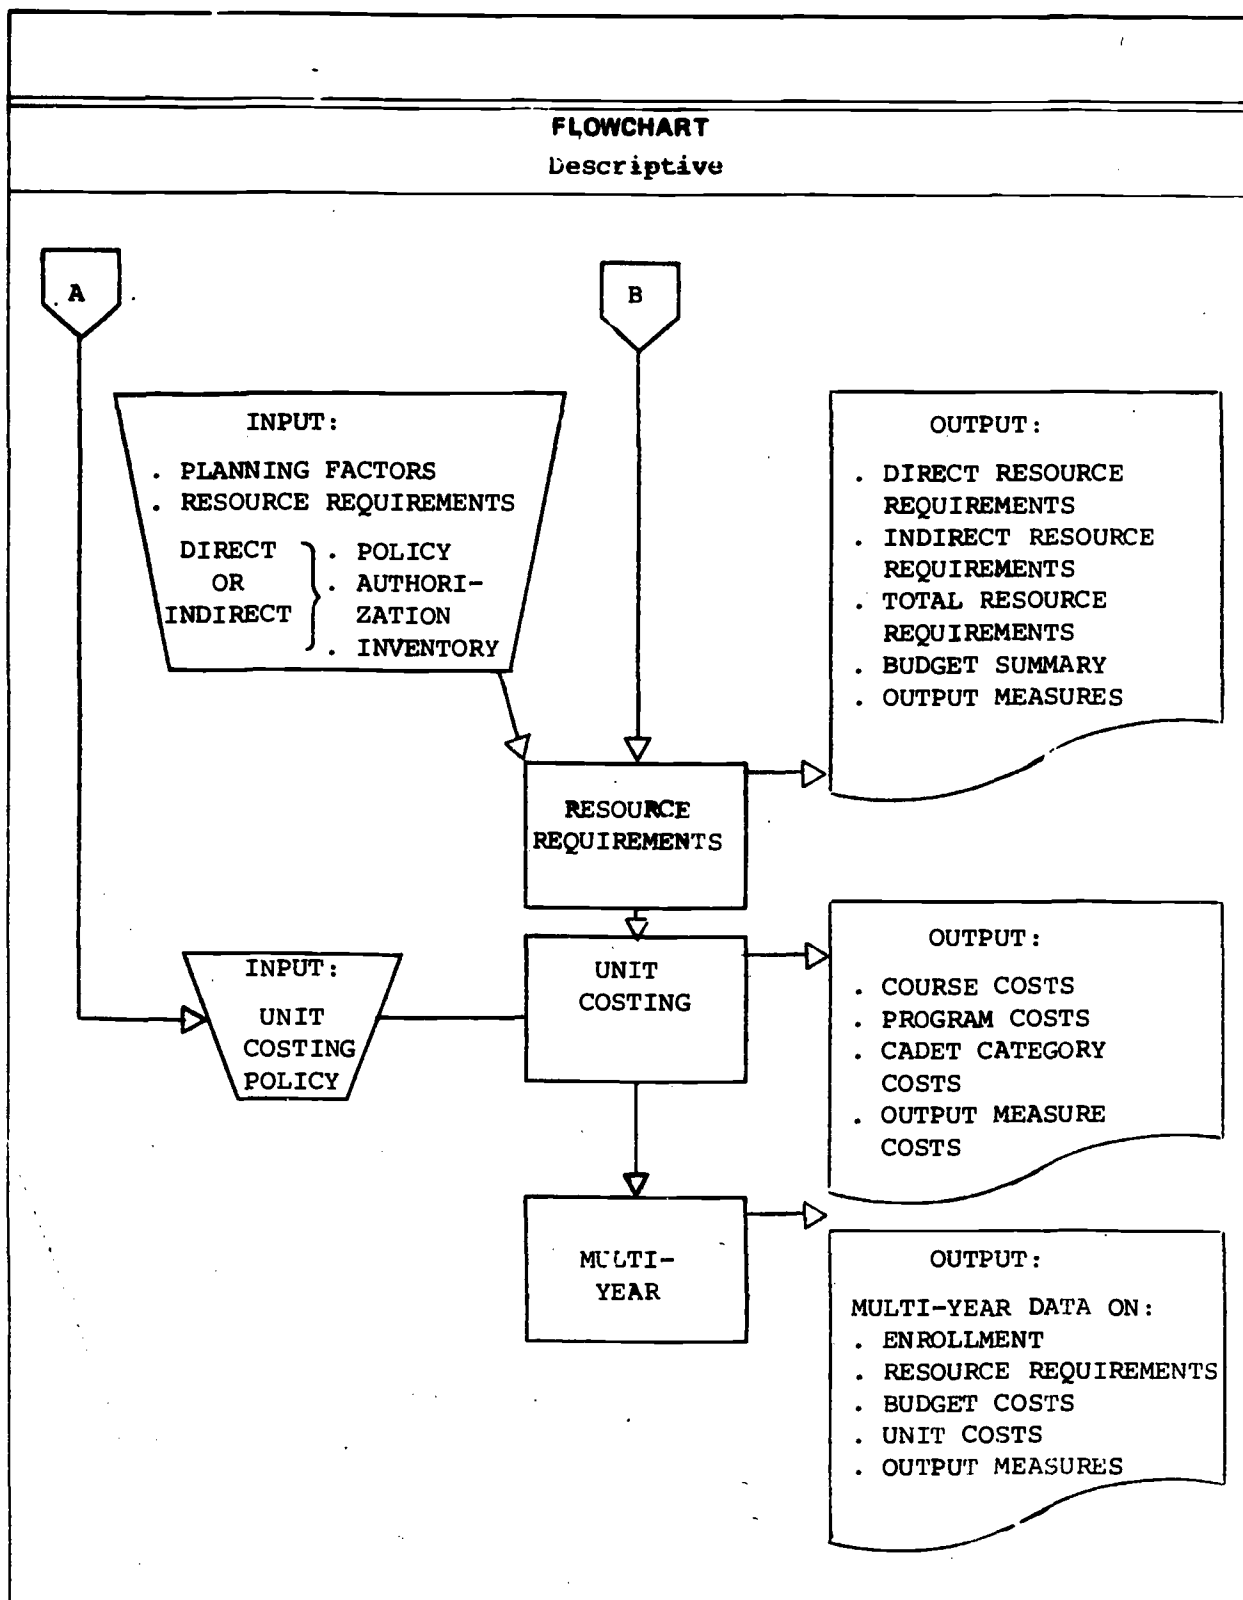 FLOWCHART
Descriptive
A
B
INPUT:
. PLANNING FACTORS
. RESOURCE REQUIREMENTS
DIRECT
OR
INDIRECT
. POLICY
. AUTHORI-
ZATION
. INVENTORY
OUTPUT:
. DIRECT RESOURCE
REQUIREMENTS
. INDIRECT RESOURCE
REQUIREMENTS
. TOTAL RESOURCE
REQUIREMENTS
. BUDGET SUMMARY
. OUTPUT MEASURES
RESOURCE
REQUIREMENTS
INPUT:
UNIT
COSTING
POLICY
UNIT
COSTING
OUTPUT:
. COURSE COSTS
. PROGRAM COSTS
. CADET CATEGORY
COSTS
. OUTPUT MEASURE
COSTS
MULTI-
YEAR
OUTPUT:
MULTI-YEAR DATA ON:
. ENROLLMENT
. RESOURCE REQUIREMENTS
. BUDGET COSTS
. UNIT COSTS
. OUTPUT MEASURES